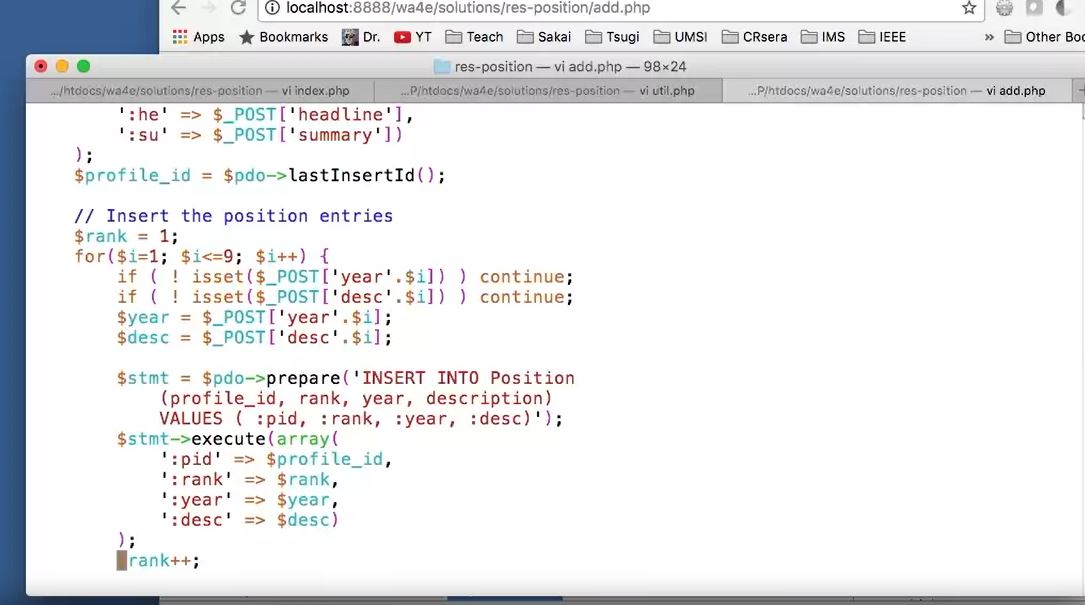 localhost:8888/wa4e/solutions/res-position/add.php
Apps Bookmarks Dr. YT Teach Sakai Tsugi UMSI CRsera IMS IEEE » Other Boo
res-position — vi add.php — 98×24
.../htdocs/wa4e/solutions/res-position — vi index.php ...P/htdocs/wa4e/solutions/res-position — vi util.php ...P/htdocs/wa4e/solutions/res-position — vi add.php +
':he' => $_POST['headline'],
':su' => $_POST['summary'])
);
$profile_id = $pdo->lastInsertId();
// Insert the position entries
$rank = 1;
for($i=1; $i<=9; $i++) {
if ( ! isset($_POST['year'.$i]) ) continue;
if ( ! isset($_POST['desc'.$i]) ) continue;
$year = $_POST['year'.$i];
$desc = $_POST['desc'.$i];
$stmt = $pdo->prepare('INSERT INTO Position
(profile_id, rank, year, description)
VALUES ( :pid, :rank, :year, :desc)');
$stmt->execute(array(
':pid' => $profile_id,
':rank' => $rank,
':year' => $year,
':desc' => $desc)
);
rank++;